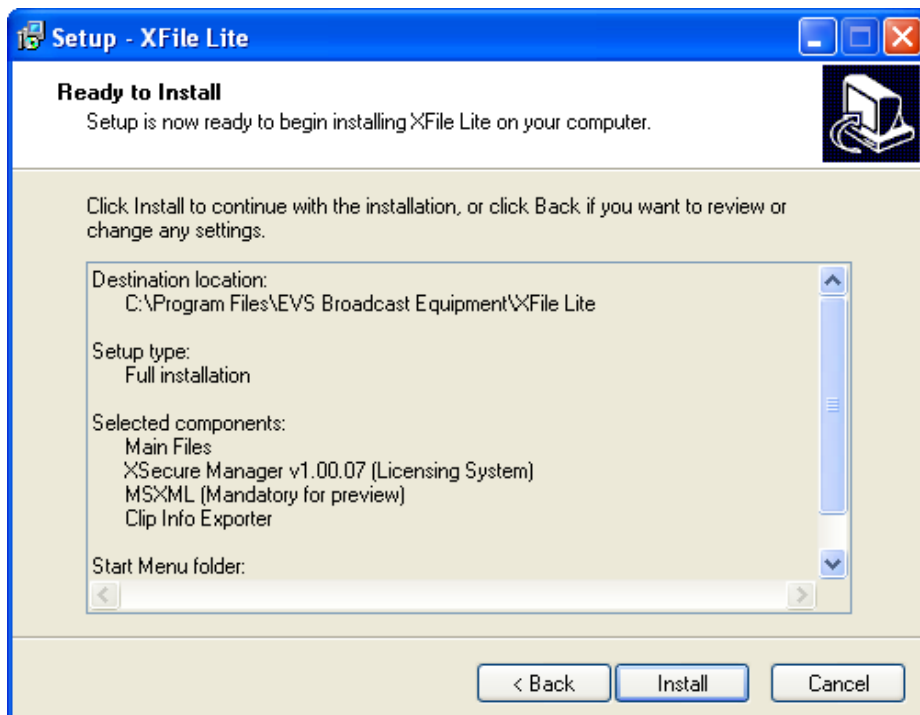 Setup - XFile Lite
Ready to Install
Setup is now ready to begin installing XFile Lite on your computer.
Click Install to continue with the installation, or click Back if you want to review or
change any settings.
Destination location:
C:\Program Files\EVS Broadcast Equipment\XFile Lite
Setup type:
Full installation
Selected components:
Main Files
XSecure Manager v1.00.07 (Licensing System)
MSXML (Mandatory for preview)
Clip Info Exporter
Start Menu folder:
< Back Install Cancel